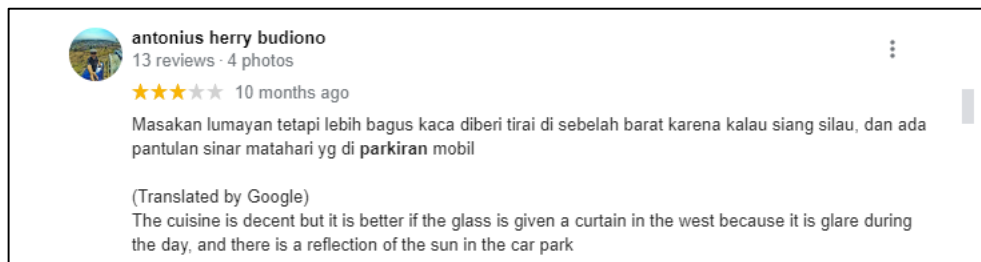 antonius herry budiono
13 reviews · 4 photos
10 months ago
Masakan lumayan tetapi lebih bagus kaca diberi tirai di sebelah barat karena kalau siang silau, dan ada
pantulan sinar matahari yg di parkiran mobil
(Translated by Google)
The cuisine is decent but it is better if the glass is given a curtain in the west because it is glare during
the day, and there is a reflection of the sun in the car park